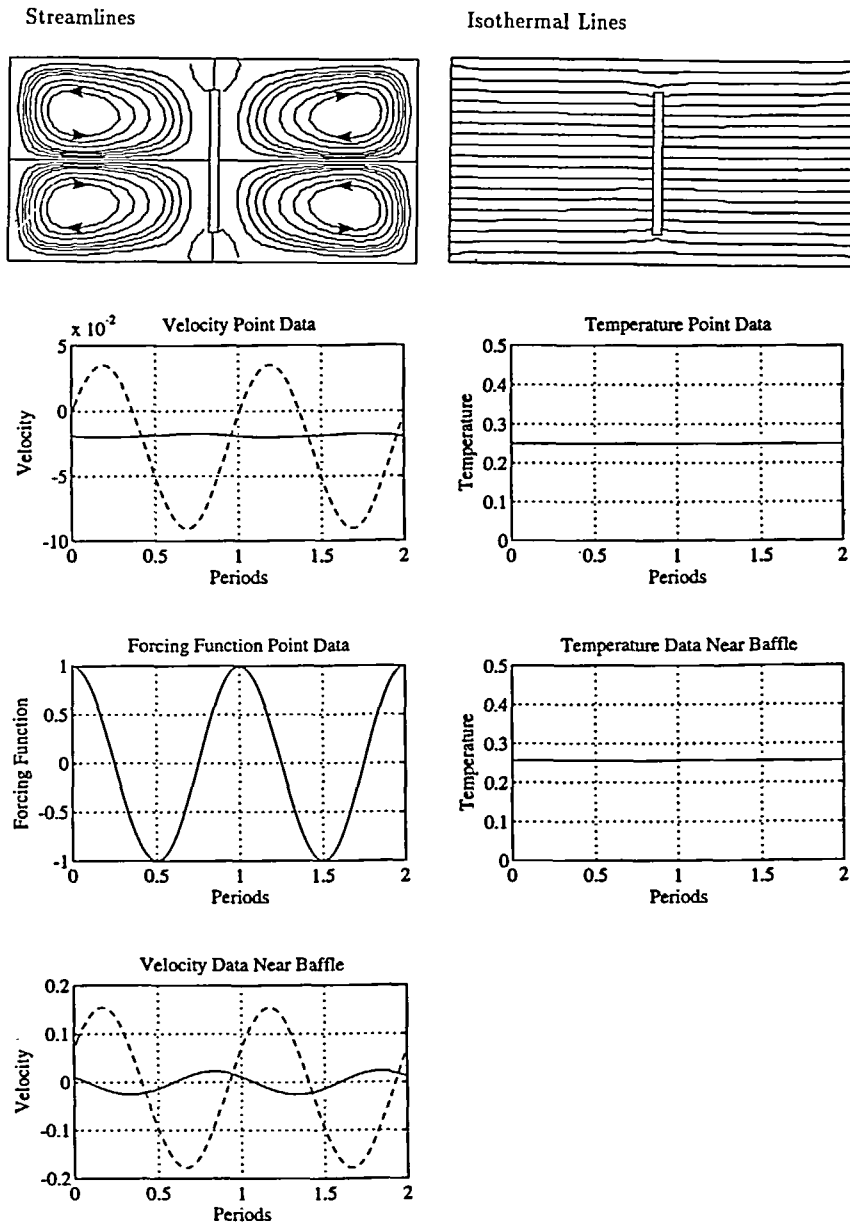 Streamlines
Isothermal Lines
x 10-2
Velocity Point Data
5
0
-5
-10
Velocity
0
0.5
1
1.5
2
Periods
Temperature Point Data
0.5
0.4
0.3
0.2
0.1
0
Temperature
0
0.5
1
1.5
2
Periods
Forcing Function Point Data
1
0.5
0
-0.5
-1
Forcing Function
0
0.5
1
1.5
2
Periods
Temperature Data Near Baffle
0.5
0.4
0.3
0.2
0.1
0
Temperature
0
0.5
1
1.5
2
Periods
Velocity Data Near Baffle
0.2
0.1
0
-0.1
-0.2
Velocity
0
0.5
1
1.5
2
Periods